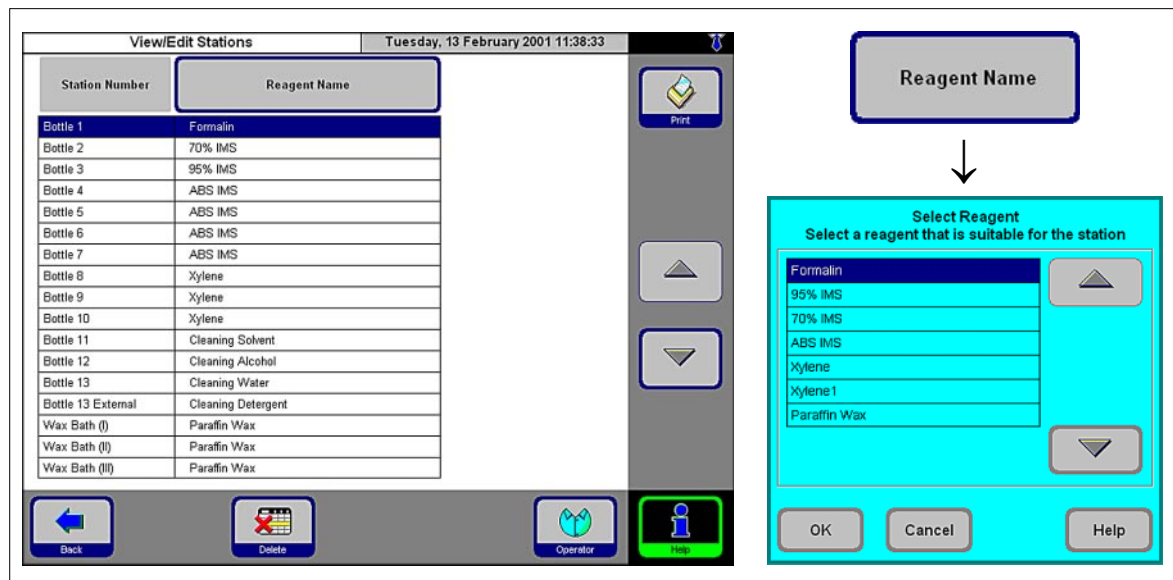 View/Edit Stations Tuesday, 13 February 2001 11:38:33
Station Number Reagent Name
Bottle 1 Formalin
Bottle 2 70% IMS
Bottle 3 95% IMS
Bottle 4 ABS IMS
Bottle 5 ABS IMS
Bottle 6 ABS IMS
Bottle 7 ABS IMS
Bottle 8 Xylene
Bottle 9 Xylene
Bottle 10 Xylene
Bottle 11 Cleaning Solvent
Bottle 12 Cleaning Alcohol
Bottle 13 Cleaning Water
Bottle 13 External Cleaning Detergent
Wax Bath (I) Paraffin Wax
Wax Bath (II) Paraffin Wax
Wax Bath (III) Paraffin Wax
Print
Back Delete Operator Help
Reagent Name
Select Reagent
Select a reagent that is suitable for the station
Formalin
95% IMS
70% IMS
ABS IMS
Xylene
Xylene1
Paraffin Wax
OK Cancel Help